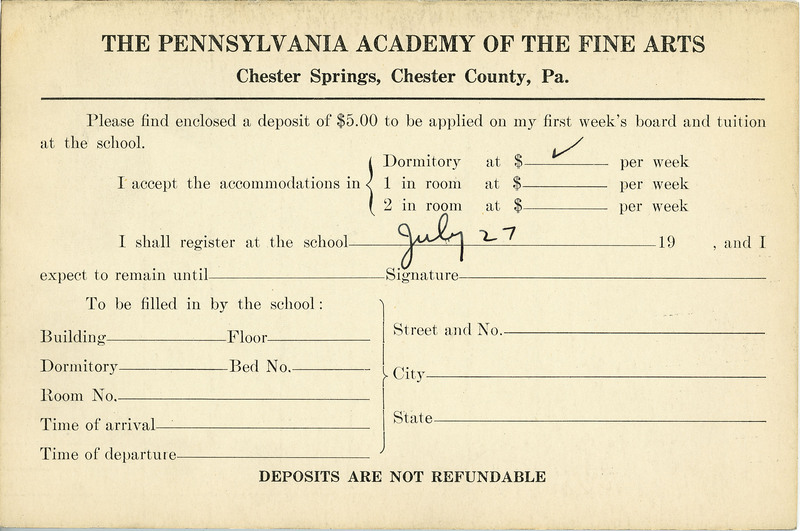 THE PENNSYLVANIA ACADEMY OF THE FINE ARTS
Chester Springs, Chester County, Pa.
Please find enclosed a deposit of $5.00 to be applied on my first week's board and tuition
at the school.
I accept the accommodations in
Dormitory at $ ✓ per week
1 in room at $ per week
2 in room at $ per week
I shall register at the school July 27 19 , and I
expect to remain until Signature
To be filled in by the school:
Building Floor
Dormitory Bed No.
Room No.
Time of arrival
Time of departure
Street and No.
City
State
DEPOSITS ARE NOT REFUNDABLE